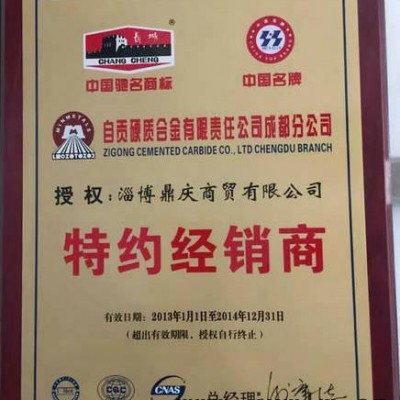 長城
CHANG CHENG
中国驰名商标
中国名牌
MINMETALS
自贡硬质合金有限责任公司成都分公司
ZIGONG CEMENTED CARBIDE CO., LTD CHENGDU BRANCH
授权:淄博鼎庆商贸有限公司
特约经销商
有效日期:2013年1月1日至2014年12月31日
(超出有效期限,授权自行终止)
CNAS
总经理: